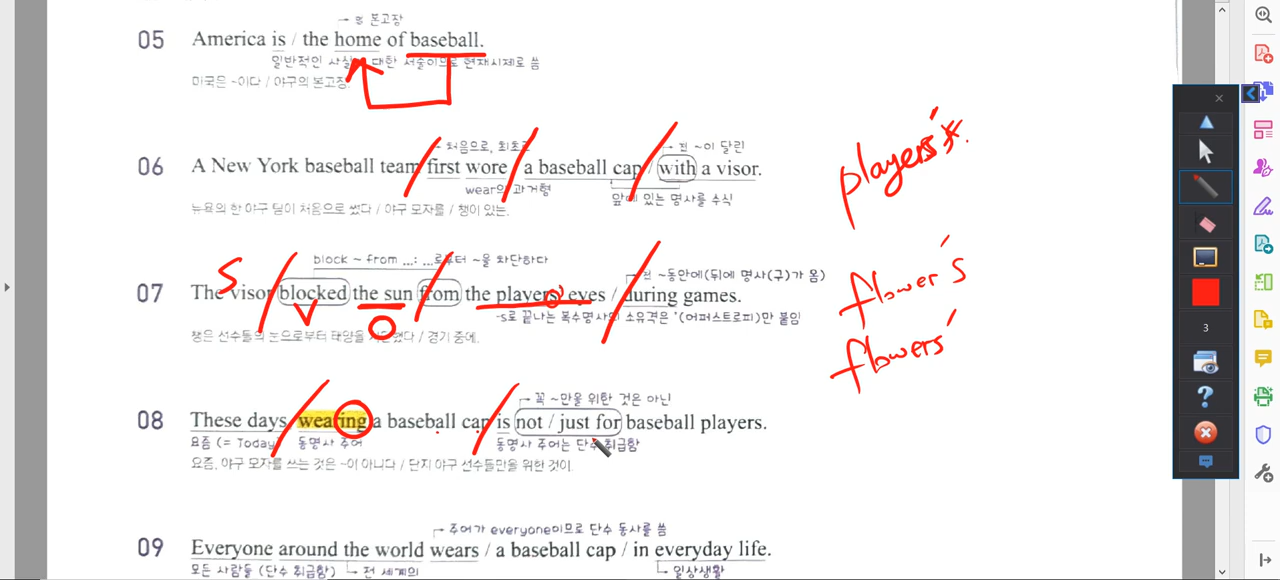 → 명 본고장
05 America is / the home of baseball.
일반적인 사실 대한 서술이므로 현재시제로 씀
미국은 ~이다 / 야구의 본고장
→ 처음으로, 최초로
→ 전 ~이 달린
players'
06 A New York baseball team / first wore / a baseball cap / with a visor.
wear의 과거형
앞에 있는 명사를 수식
뉴욕의 한 야구 팀이 처음으로 썼다 / 야구 모자를 / 챙이 있는.
block ~ from …: …로부터 ~을 차단하다
전 ~동안에(뒤에 명사(구)가 옴)
flower's
S
07 The visor blocked the sun from the players' eyes / during games.
V
O
-s로 끝나는 복수명사의 소유격은 '(어퍼스트로피)만 붙임
챙은 선수들의 눈으로부터 태양을 차단했다 / 경기 중에.
flowers'
→ 꼭 ~만을 위한 것은 아닌
08 These days, wearing a baseball cap is not / just for baseball players.
요즘 (= Today) 동명사 주어
동명사 주어는 단수 취급함
요즘, 야구 모자를 쓰는 것은 ~이 아니다 / 단지 야구 선수들만을 위한 것이.
→ 주어가 everyone이므로 단수 동사를 씀
09 Everyone around the world wears / a baseball cap / in everyday life.
모든 사람들 (단수 취급함) 전 세계의
일상생활
3